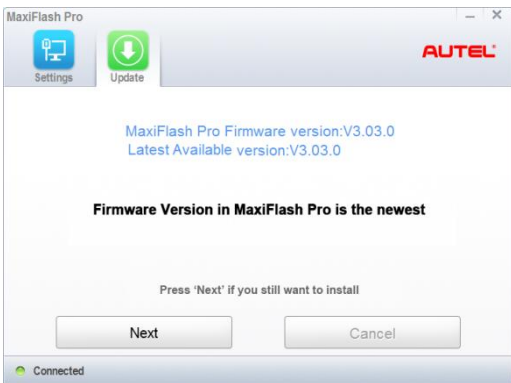 MaxiFlash Pro
Settings
Update
AUTEL
MaxiFlash Pro Firmware version:V3.03.0
Latest Available version:V3.03.0
Firmware Version in MaxiFlash Pro is the newest
Press ‘Next’ if you still want to install
Next
Cancel
Connected